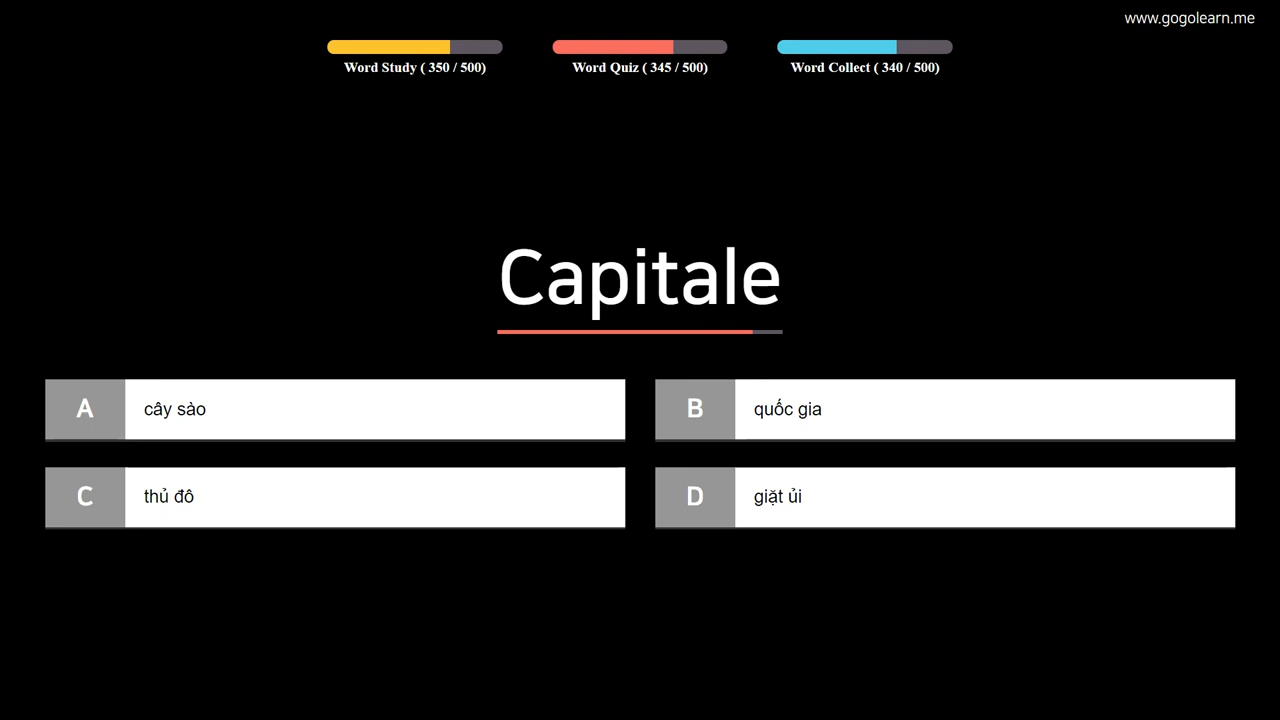 www.gogolearn.me
Word Study ( 350 / 500)
Word Quiz ( 345 / 500)
Word Collect ( 340 / 500)
Capitale
A cây sào
B quốc gia
C thủ đô
D giặt ủi